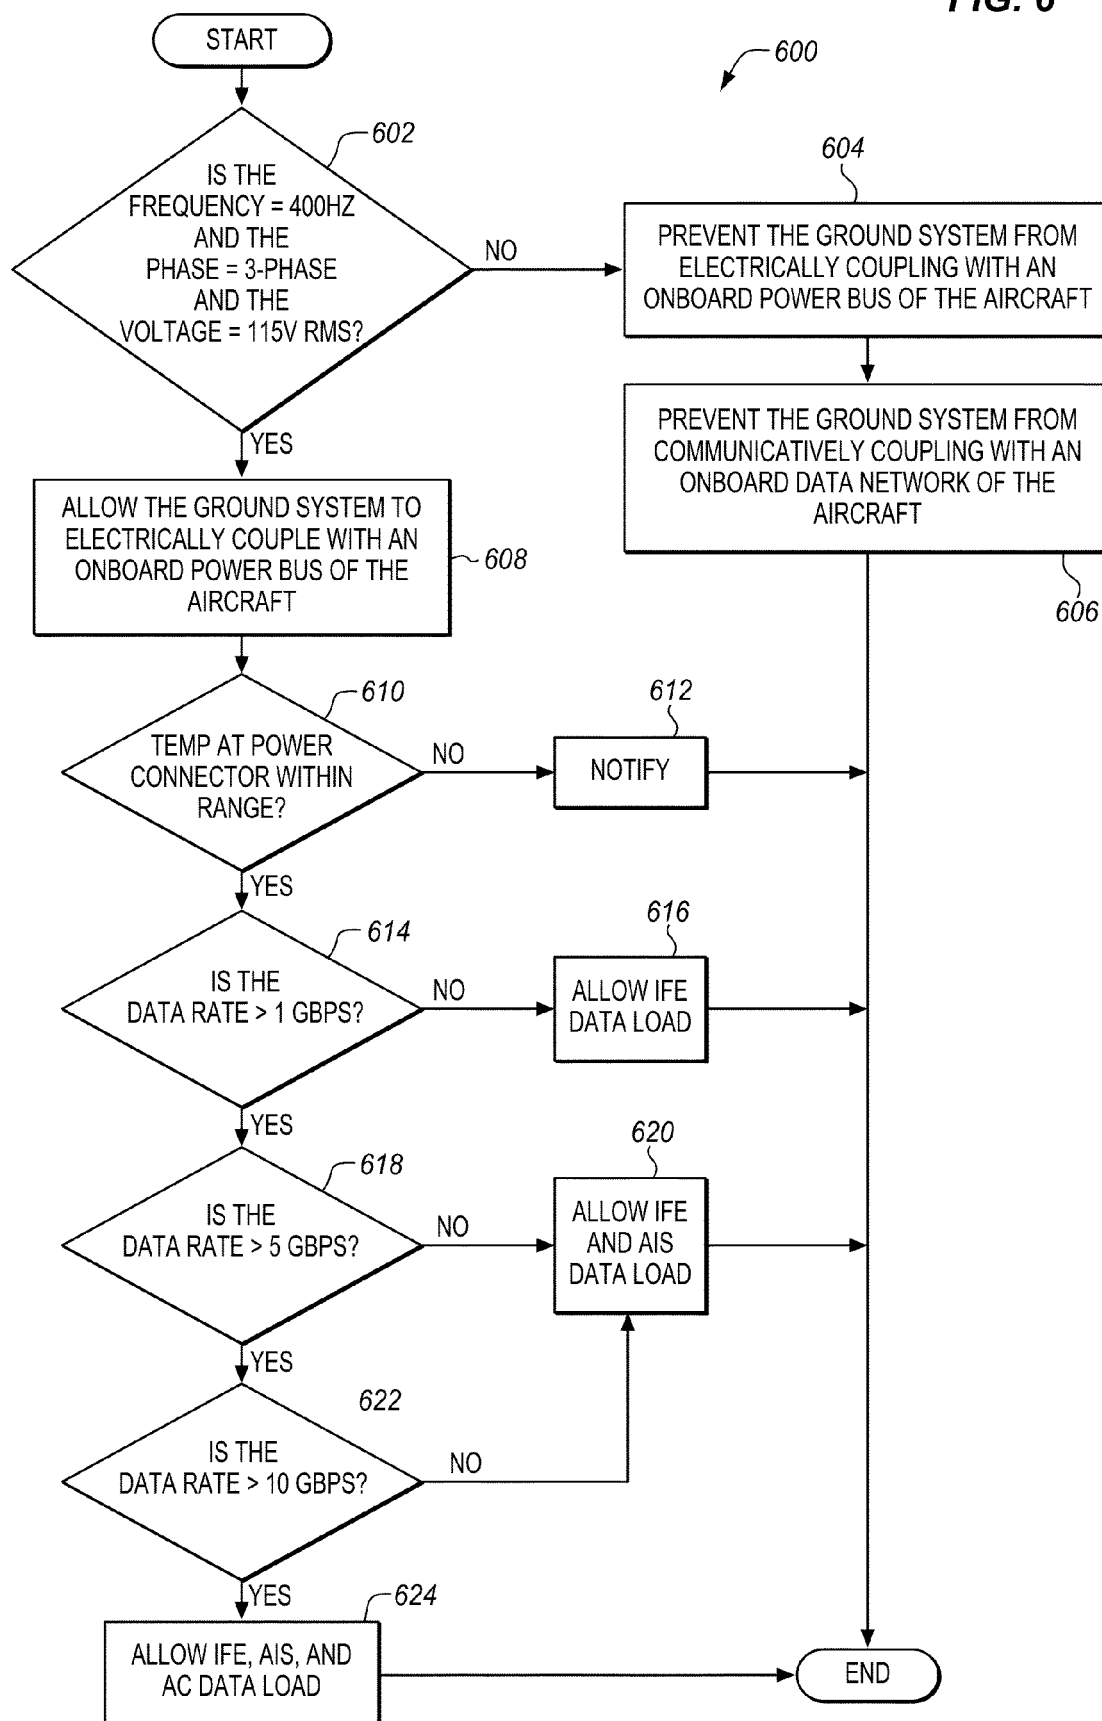 FIG. 6
START
600
602
IS THE
FREQUENCY = 400HZ
AND THE
PHASE = 3-PHASE
AND THE
VOLTAGE = 115V RMS?
NO
604
PREVENT THE GROUND SYSTEM FROM
ELECTRICALLY COUPLING WITH AN
ONBOARD POWER BUS OF THE AIRCRAFT
PREVENT THE GROUND SYSTEM FROM
COMMUNICATIVELY COUPLING WITH AN
ONBOARD DATA NETWORK OF THE
AIRCRAFT
606
YES
ALLOW THE GROUND SYSTEM TO
ELECTRICALLY COUPLE WITH AN
ONBOARD POWER BUS OF THE
AIRCRAFT
608
610
TEMP AT POWER
CONNECTOR WITHIN
RANGE?
NO
612
NOTIFY
YES
614
IS THE
DATA RATE > 1 GBPS?
NO
616
ALLOW IFE
DATA LOAD
YES
618
IS THE
DATA RATE > 5 GBPS?
NO
620
ALLOW IFE
AND AIS
DATA LOAD
YES
622
IS THE
DATA RATE > 10 GBPS?
NO
YES
624
ALLOW IFE, AIS, AND
AC DATA LOAD
END